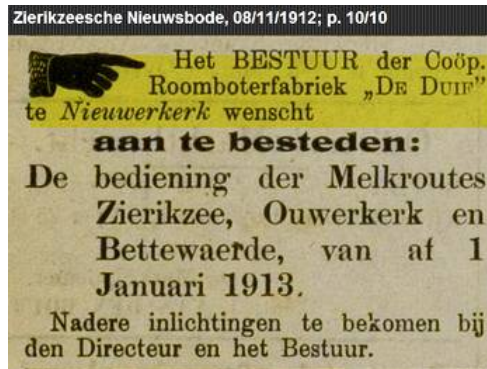 Zierikzeesche Nieuwsbode, 08/11/1912; p. 10/10
Het BESTUUR der Coöp.
Roomboterfabriek „DE DUIF”
te Nieuwerkerk wenscht
aan te besteden:
De bediening der Melkroutes
Zierikzee, Ouwerkerk en
Bettewaerde, van af 1
Januari 1913.
Nadere inlichtingen te bekomen bij
den Directeur en het Bestuur.